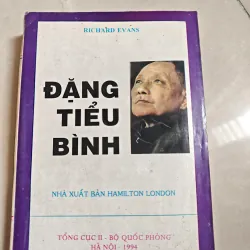 RICHARD EVANS
ĐẶNG
TIỂU
BÌNH
NHÀ XUẤT BẢN HAMILTON LONDON
TỔNG CỤC II - BỘ QUỐC PHÒNG
HÀ NỘI - 1994